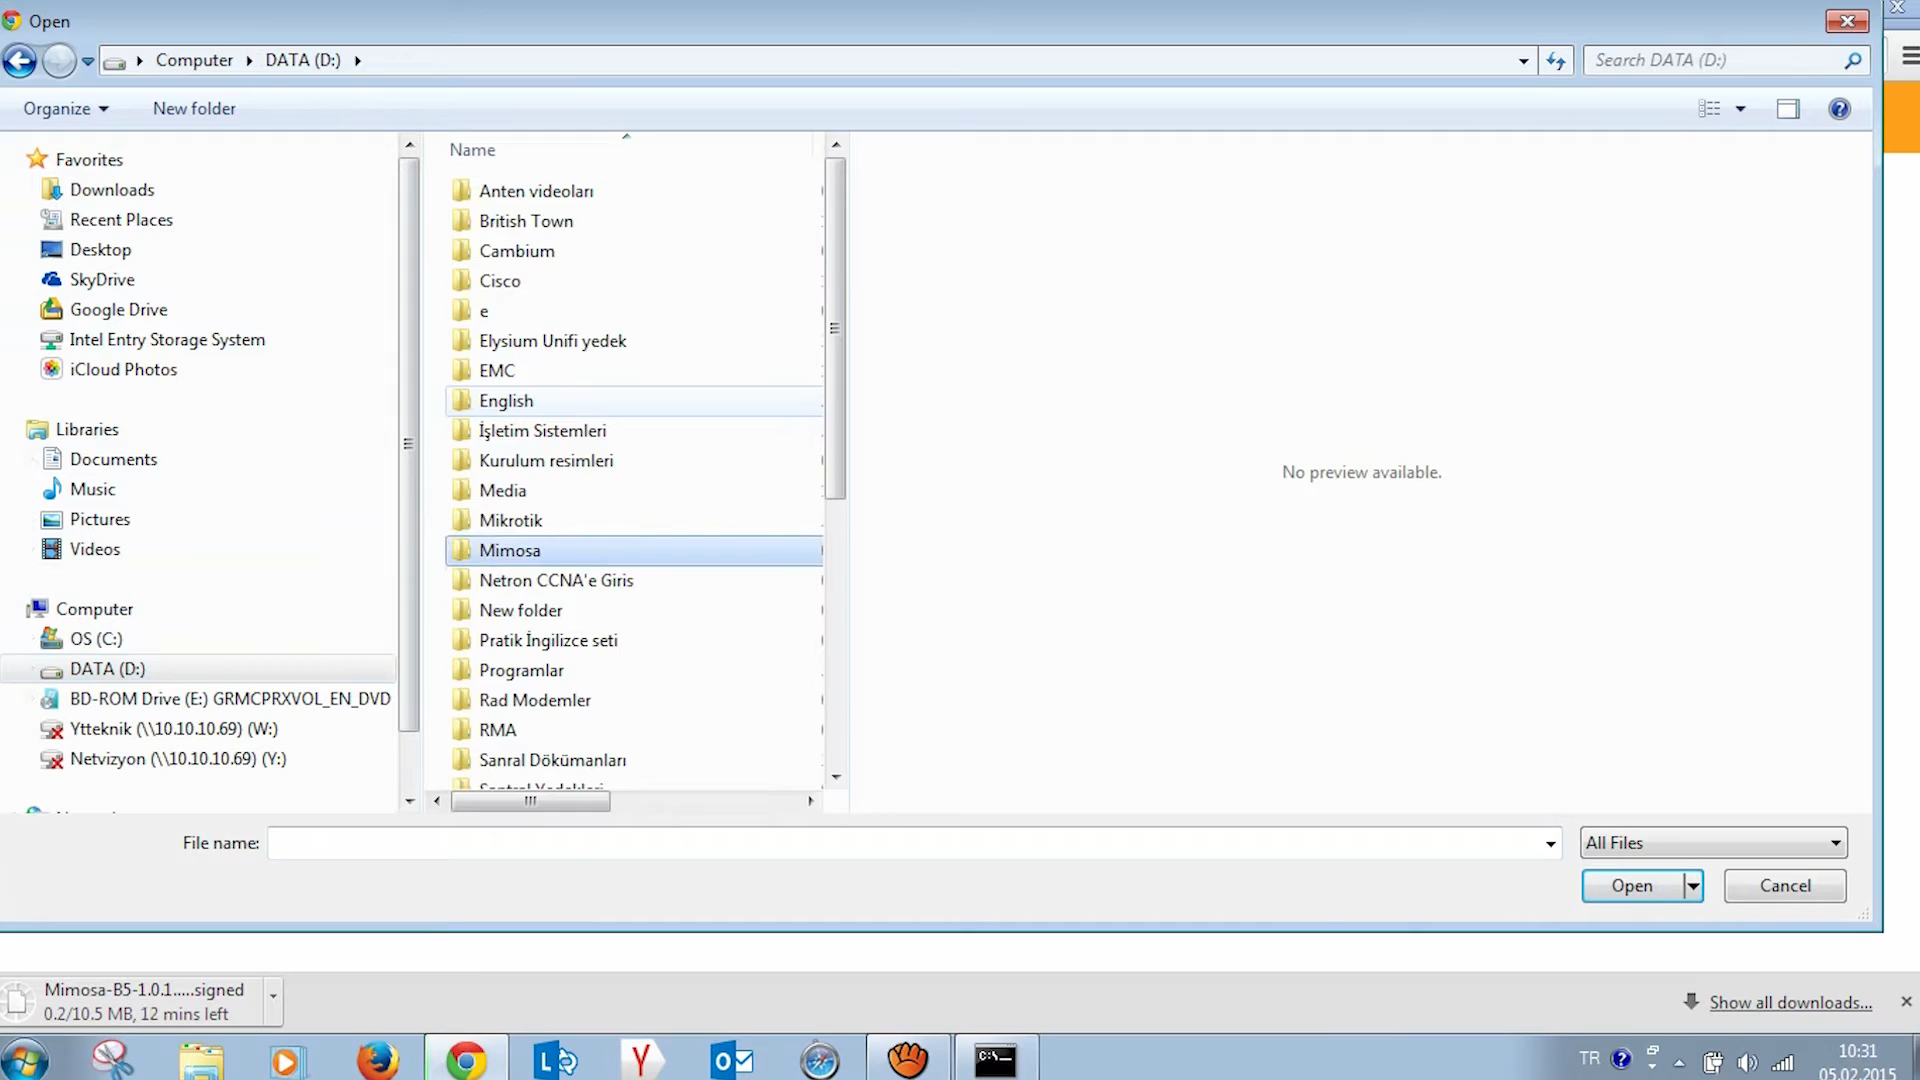 Open
Computer
DATA (D:)
Search DATA (D:)
Organize
New folder
Favorites
Downloads
Recent Places
Desktop
SkyDrive
Google Drive
Intel Entry Storage System
iCloud Photos
Libraries
Documents
Music
Pictures
Videos
Computer
OS (C:)
DATA (D:)
BD-ROM Drive (E:) GRMCPRXVOL_EN_DVD
Ytteknik (\\10.10.10.69) (W:)
Netvizyon (\\10.10.10.69) (Y:)
Name
Anten videoları
British Town
Cambium
Cisco
e
Elysium Unifi yedek
EMC
English
İşletim Sistemleri
Kurulum resimleri
Media
Mikrotik
Mimosa
Netron CCNA'e Giris
New folder
Pratik İngilizce seti
Programlar
Rad Modemler
RMA
Sanral Dökümanları
No preview available.
File name:
All Files
Open
Cancel
Mimosa-B5-1.0.1.....signed
0.2/10.5 MB, 12 mins left
Show all downloads...
TR
10:31
05.02.2015